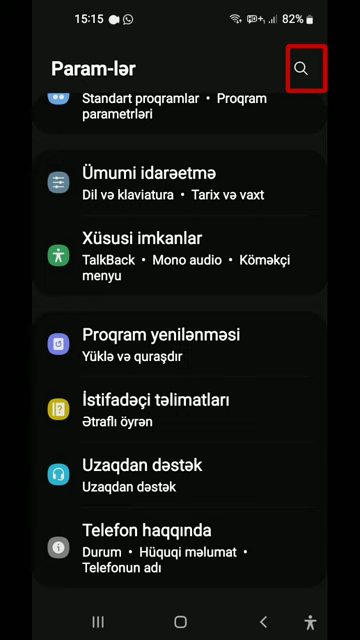 15:15
82%
Param-lər
Standart proqramlar • Proqram
parametrləri
Ümumi idarəetmə
Dil və klaviatura • Tarix və vaxt
Xüsusi imkanlar
TalkBack • Mono audio • Köməkçi
menyu
Proqram yenilənməsi
Yüklə və quraşdır
İstifadəçi təlimatları
Ətraflı öyrən
Uzaqdan dəstək
Uzaqdan dəstək
Telefon haqqında
Durum • Hüquqi məlumat •
Telefonun adı